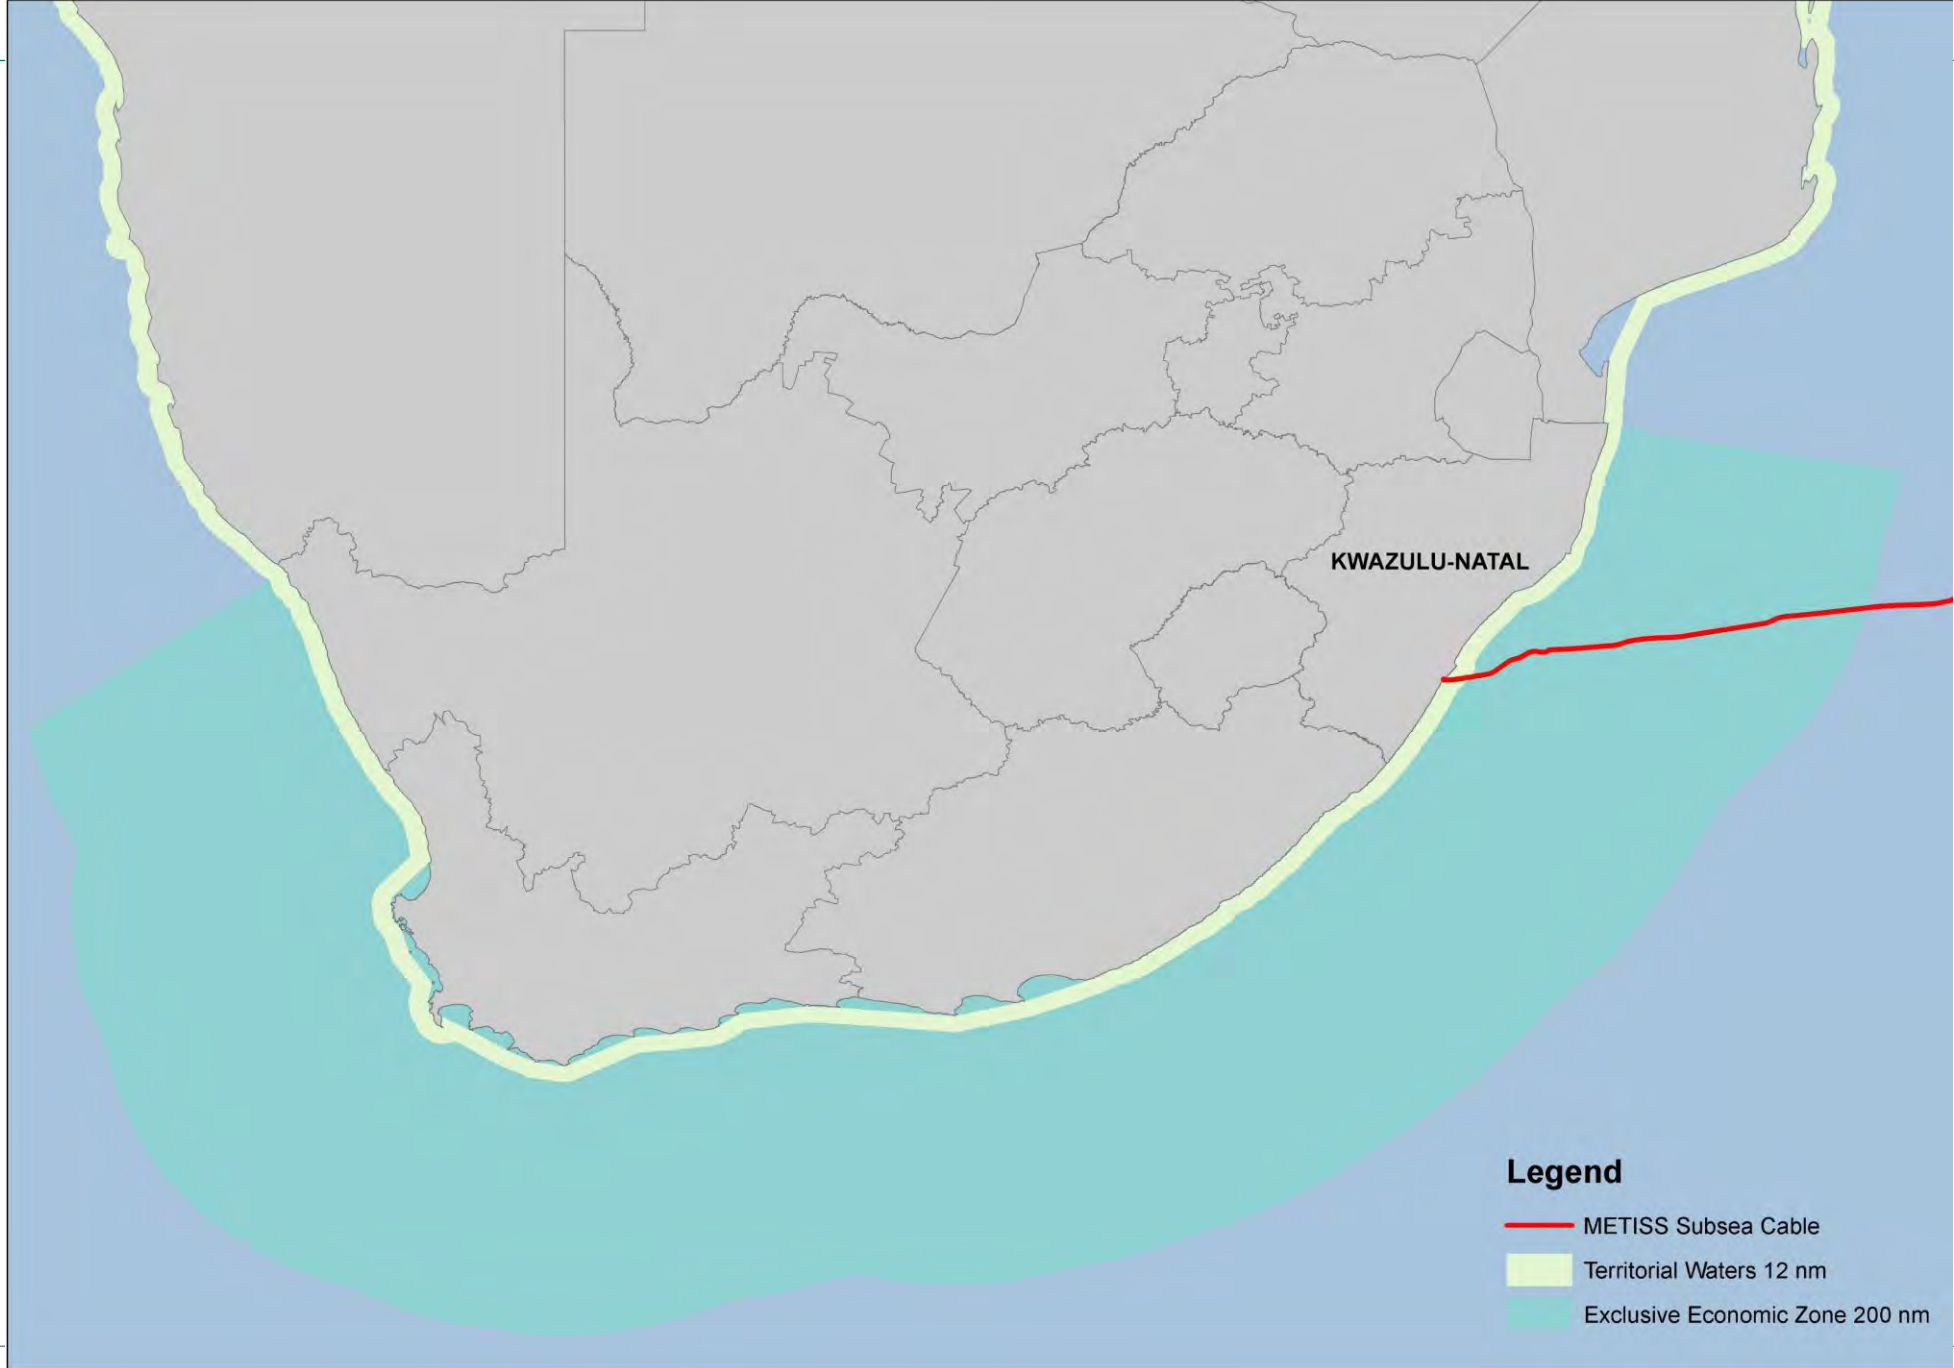 KWAZULU-NATAL
Legend
METISS Subsea Cable
Territorial Waters 12 nm
Exclusive Economic Zone 200 nm